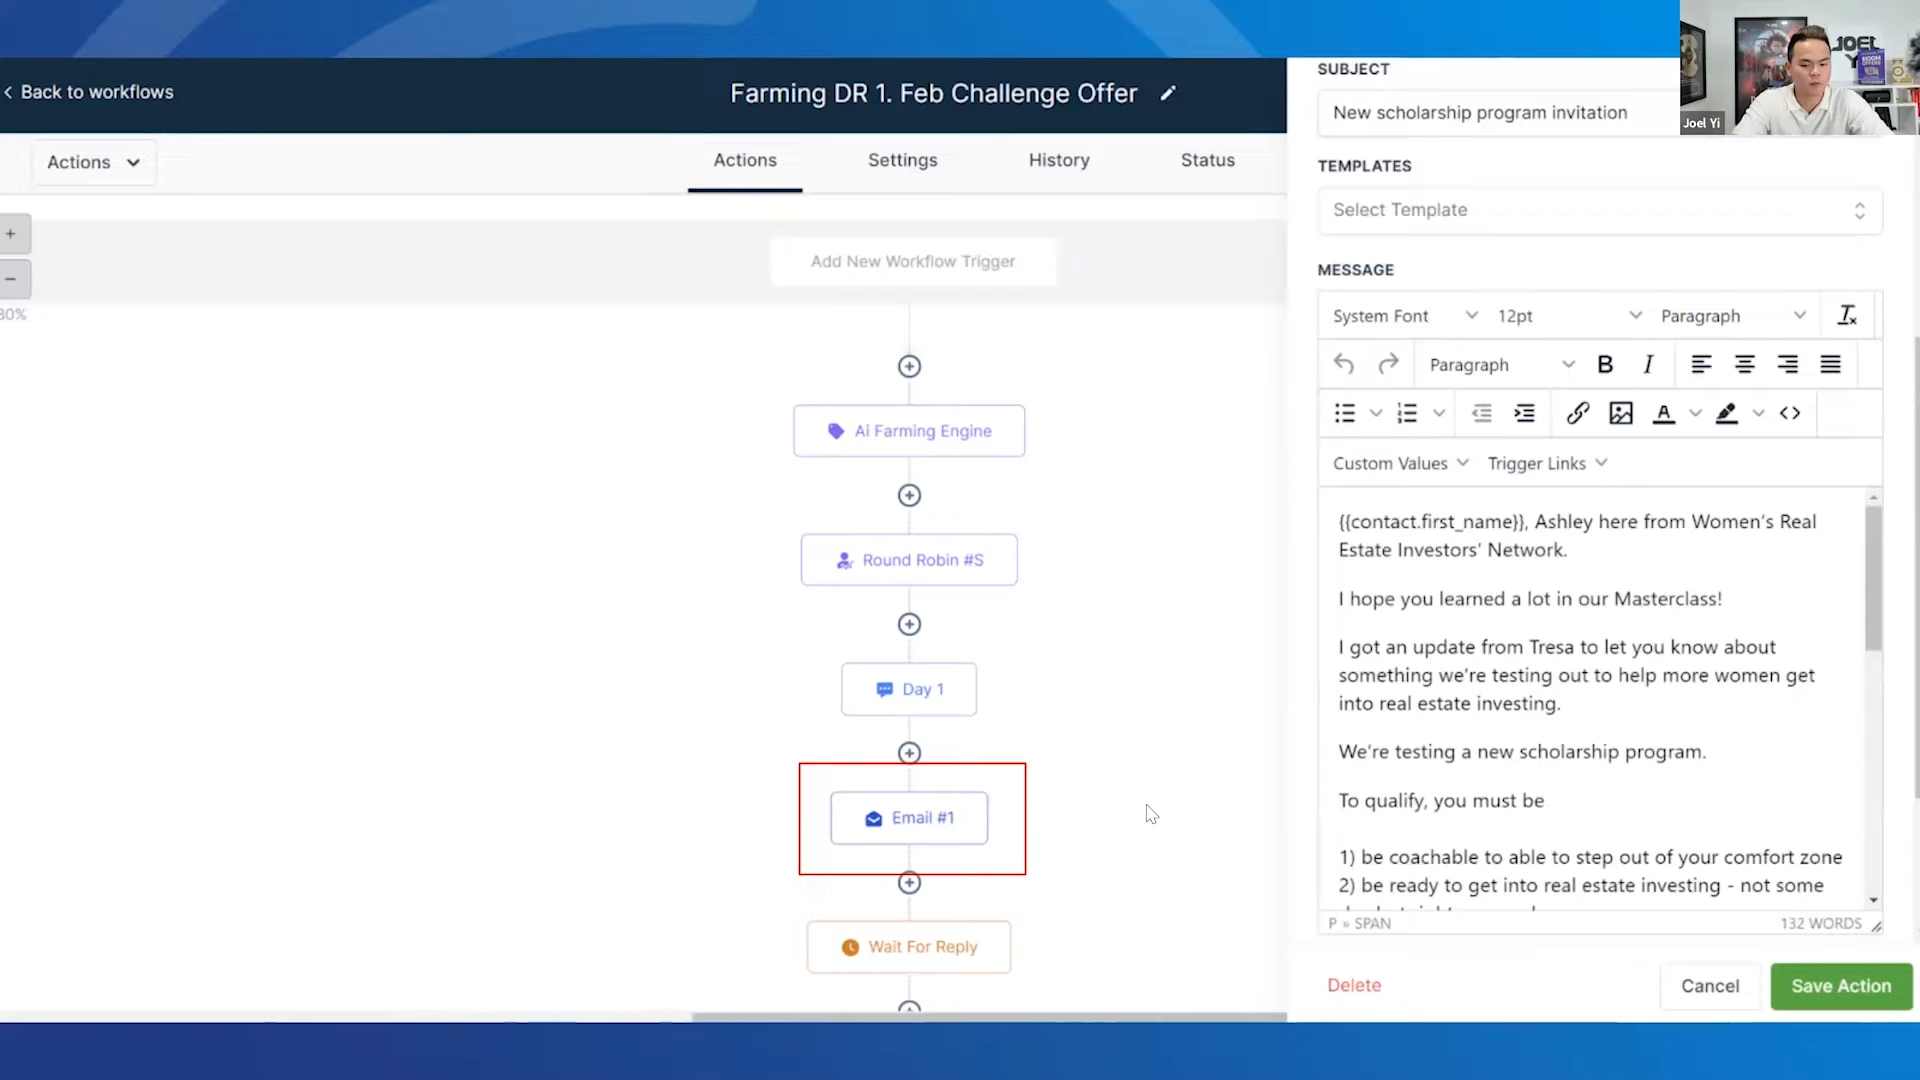 Back to workflows
Farming DR 1. Feb Challenge Offer
Actions
Actions
Settings
History
Status
Add New Workflow Trigger
Ai Farming Engine
Round Robin #S
Day 1
Email #1
Wait For Reply
SUBJECT
New scholarship program invitation
TEMPLATES
Select Template
MESSAGE
System Font
12pt
Paragraph
Paragraph
B
I
Custom Values
Trigger Links
{{contact.first_name}}, Ashley here from Women's Real
Estate Investors' Network.
I hope you learned a lot in our Masterclass!
I got an update from Tresa to let you know about
something we're testing out to help more women get
into real estate investing.
We're testing a new scholarship program.
To qualify, you must be
1) be coachable to able to step out of your comfort zone
2) be ready to get into real estate investing - not some
P » SPAN
132 WORDS
Delete
Cancel
Save Action
JOEL
Joel Yi